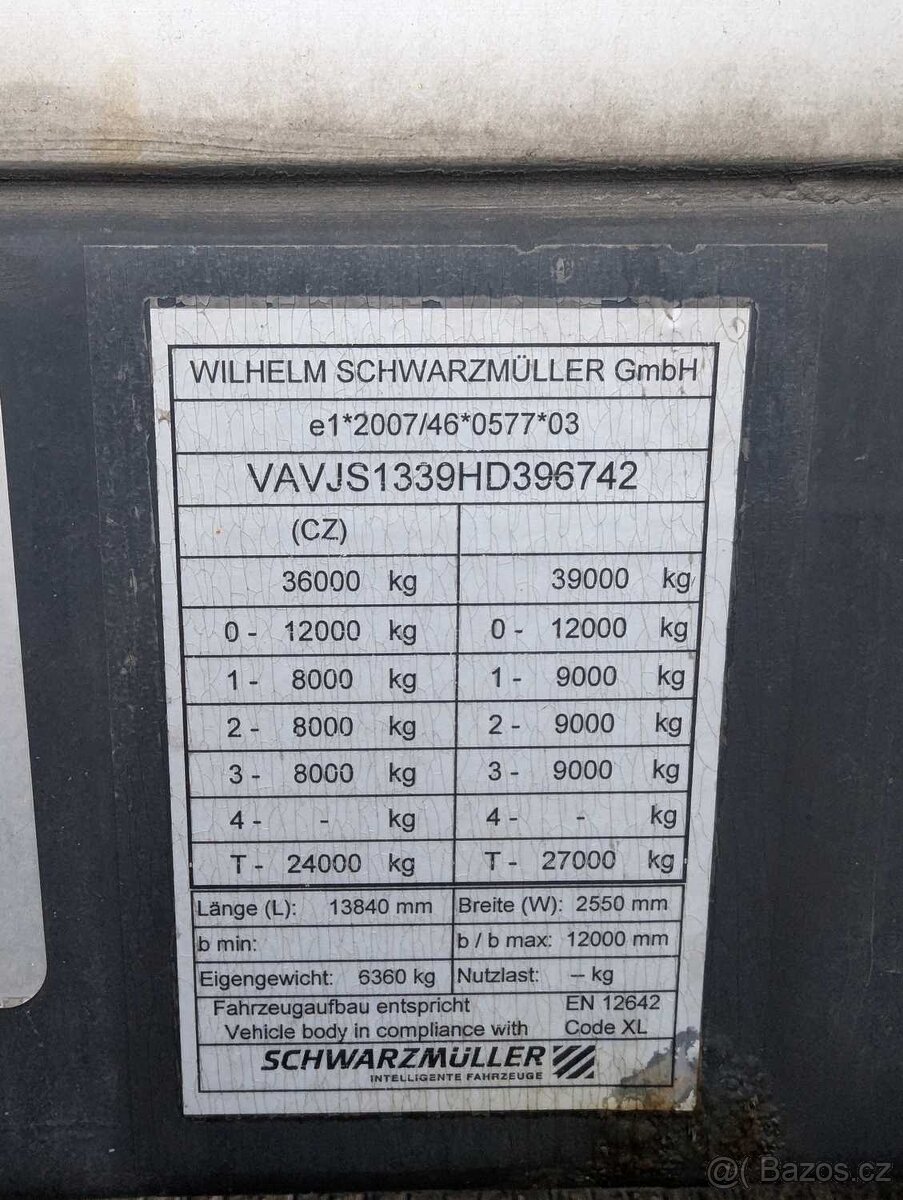 WILHELM SCHWARZMÜLLER GmbH
e1*2007/46*0577*03
VAVJS1339HD396742
(CZ)
36000 kg 39000 kg
0 - 12000 kg 0 - 12000 kg
1 - 8000 kg 1 - 9000 kg
2 - 8000 kg 2 - 9000 kg
3 - 8000 kg 3 - 9000 kg
4 - - kg 4 - - kg
T - 24000 kg T - 27000 kg
Länge (L): 13840 mm Breite (W): 2550 mm
b min: b / b max: 12000 mm
Eigengewicht: 6360 kg Nutzlast: -- kg
Fahrzeugaufbau entspricht EN 12642
Vehicle body in compliance with Code XL
SCHWARZMÜLLER
INTELLIGENTE FAHRZEUGE
@( Bazos.cz